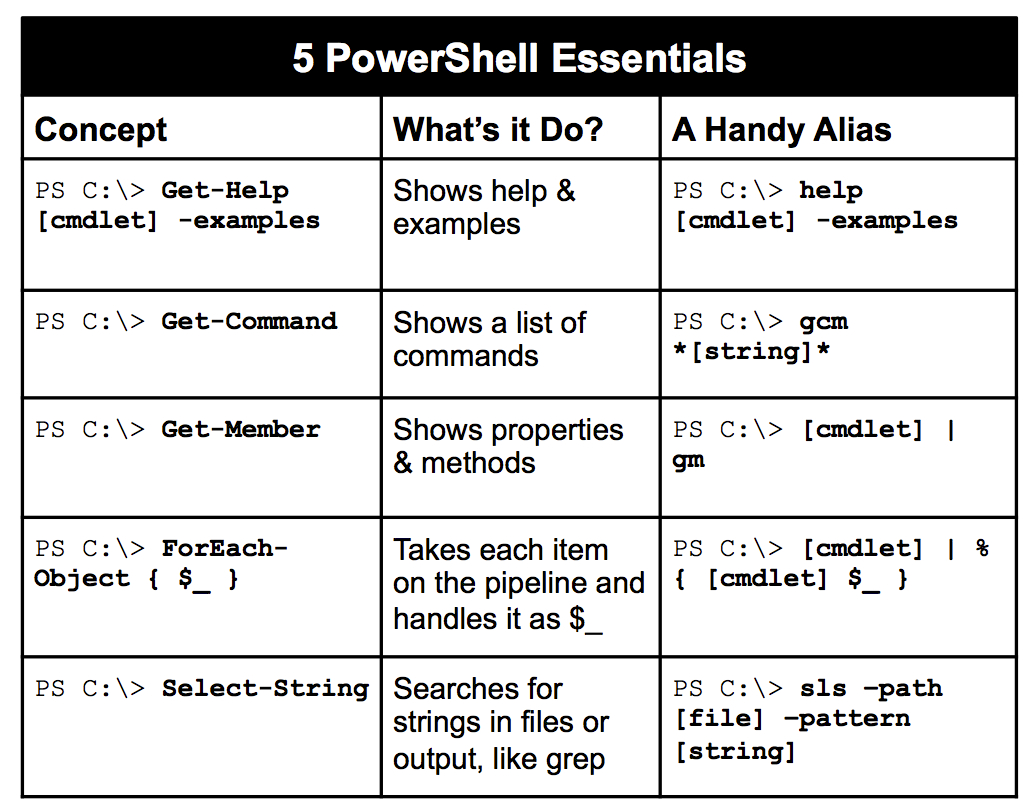 5 PowerShell Essentials
Concept
What’s it Do?
A Handy Alias
PS C:\> Get-Help
[cmdlet] -examples
Shows help &
examples
PS C:\> help
[cmdlet] -examples
PS C:\> Get-Command
Shows a list of
commands
PS C:\> gcm
*[string]*
PS C:\> Get-Member
Shows properties
& methods
PS C:\> [cmdlet] |
gm
PS C:\> ForEach-
Object { $_ }
Takes each item
on the pipeline and
handles it as $_
PS C:\> [cmdlet] | %
{ [cmdlet] $_ }
PS C:\> Select-String
Searches for
strings in files or
output, like grep
PS C:\> sls –path
[file] –pattern
[string]